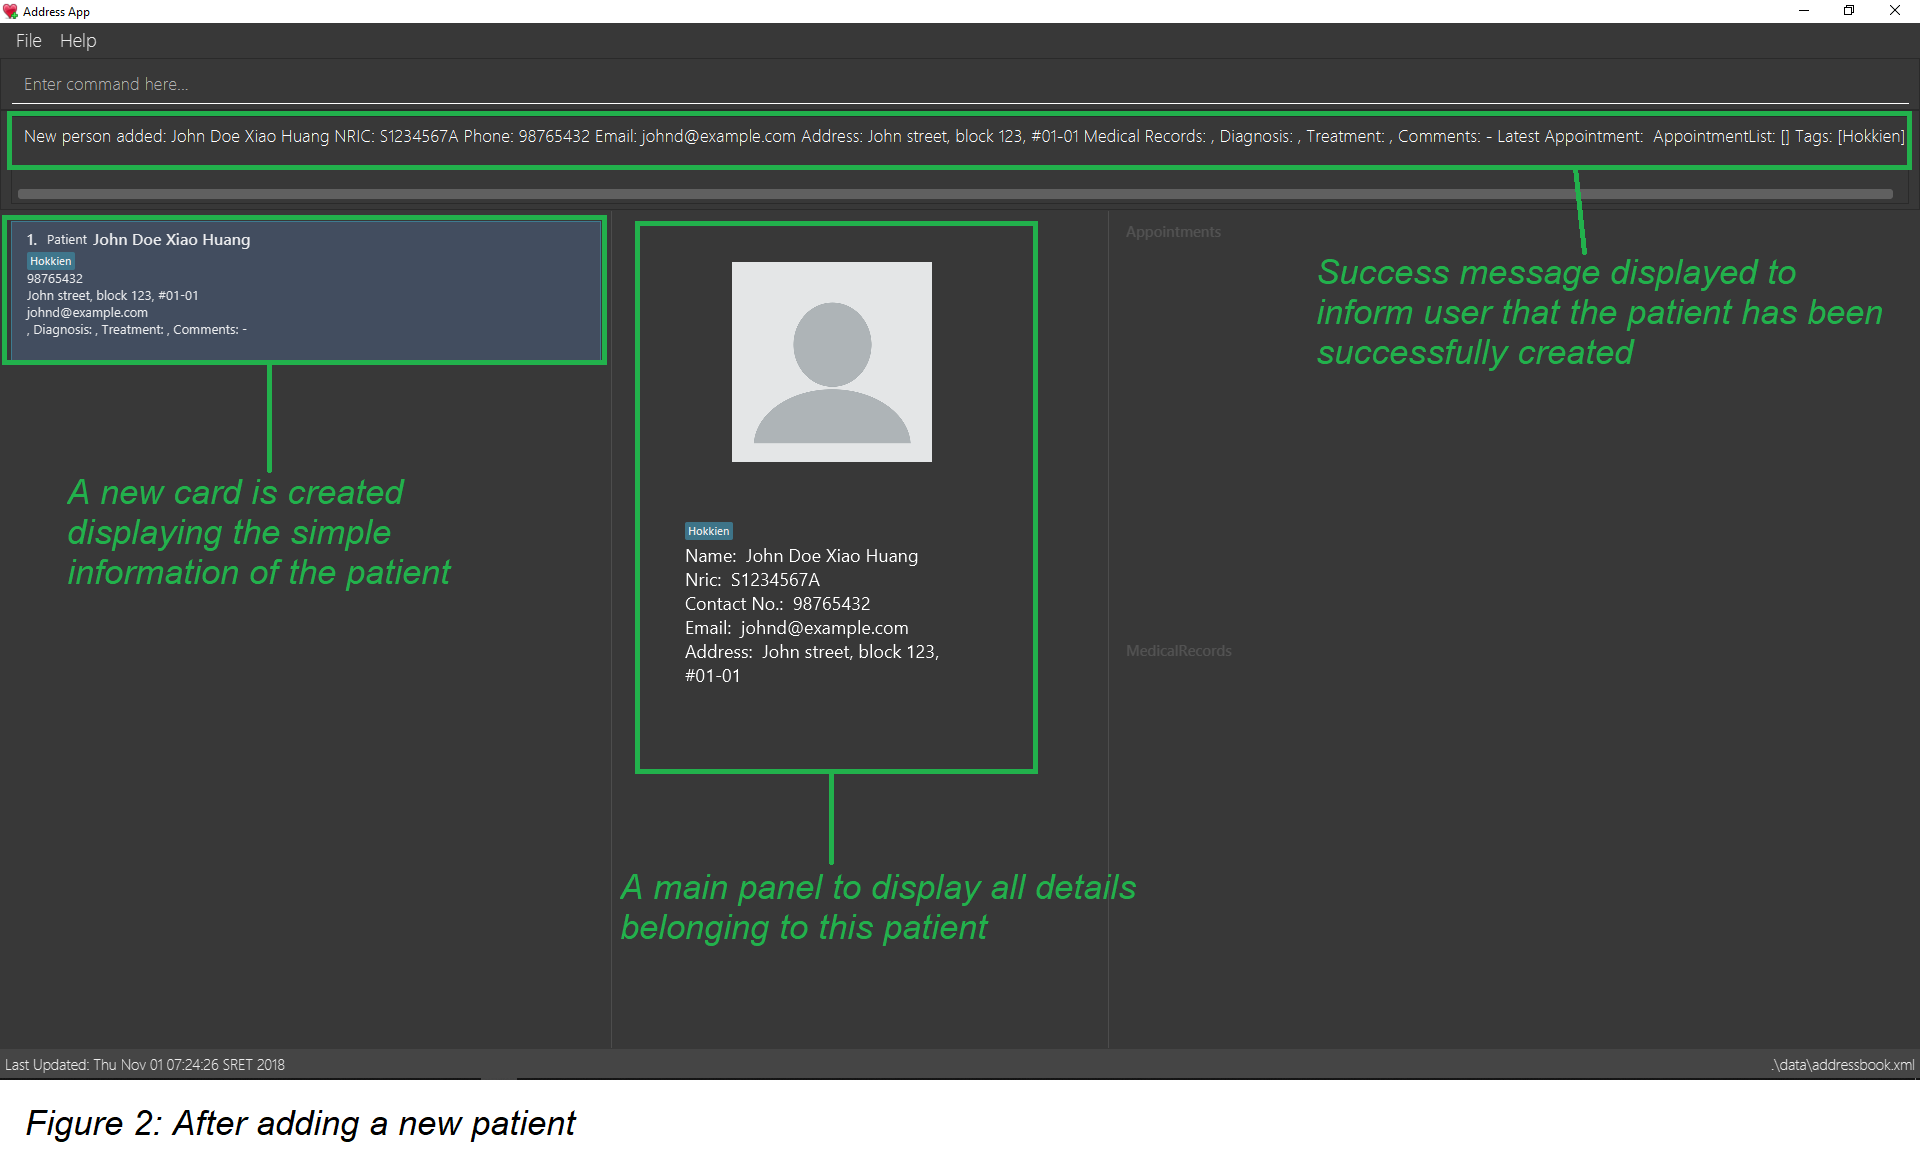 Address App
File Help
Enter command here...
New person added: John Doe Xiao Huang NRIC: S1234567A Phone: 98765432 Email: johnd@example.com Address: John street, block 123, #01-01 Medical Records: , Diagnosis: , Treatment: , Comments: - Latest Appointment:  AppointmentList: [] Tags: [Hokkien]
1. Patient John Doe Xiao Huang
Hokkien
98765432
John street, block 123, #01-01
johnd@example.com
, Diagnosis: , Treatment: , Comments: -
A new card is created
displaying the simple
information of the patient
Hokkien
Name: John Doe Xiao Huang
Nric: S1234567A
Contact No.: 98765432
Email: johnd@example.com
Address: John street, block 123,
#01-01
A main panel to display all details
belonging to this patient
Appointments
Success message displayed to
inform user that the patient has been
successfully created
MedicalRecords
Last Updated: Thu Nov 01 07:24:26 SRET 2018
.\data\addressbook.xml
Figure 2: After adding a new patient